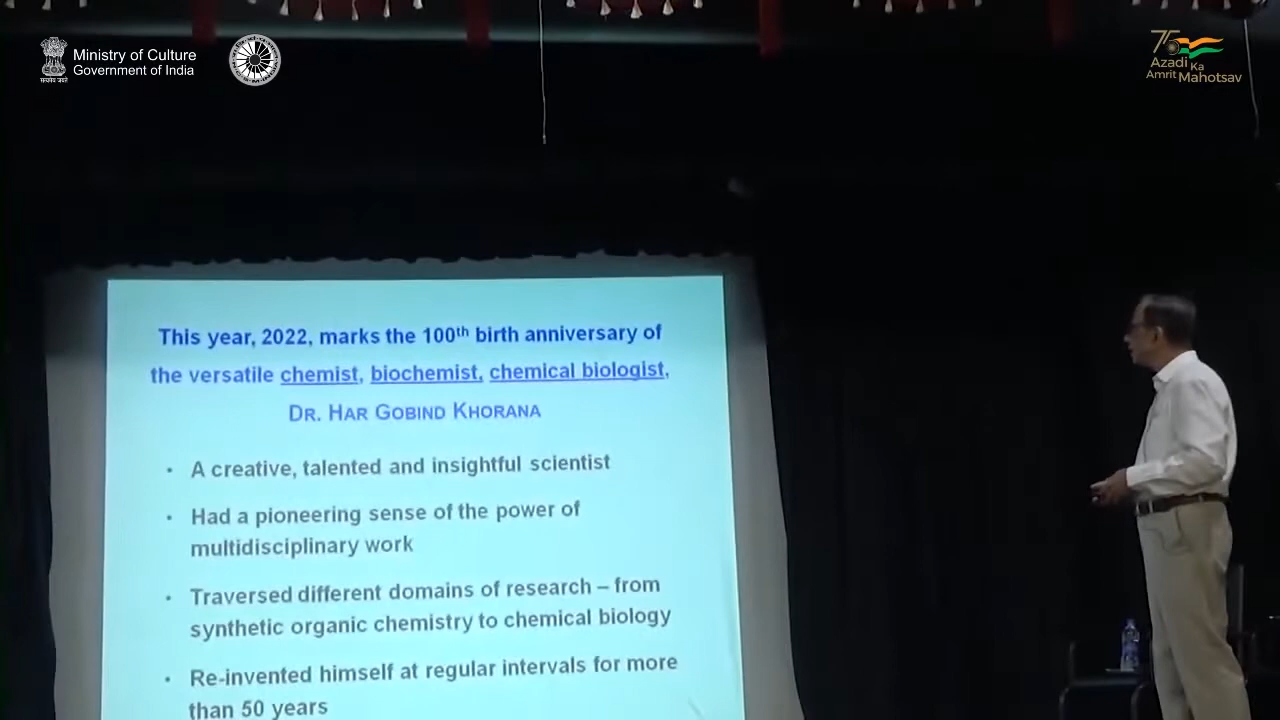 Ministry of Culture
Government of India
सत्यमेव जयते
75
Azadi Ka
Amrit Mahotsav
This year, 2022, marks the 100th birth anniversary of
the versatile chemist, biochemist, chemical biologist,
DR. HAR GOBIND KHORANA
• A creative, talented and insightful scientist
• Had a pioneering sense of the power of
multidisciplinary work
• Traversed different domains of research – from
synthetic organic chemistry to chemical biology
• Re-invented himself at regular intervals for more
than 50 years